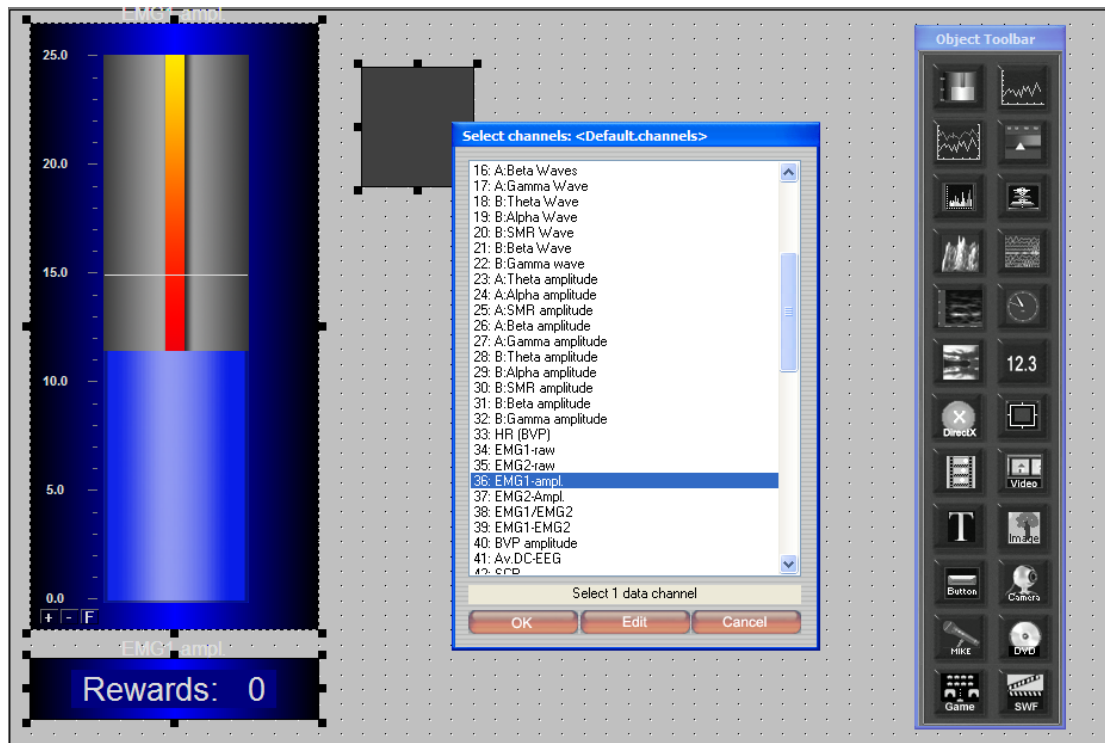 EMG1 ampl.
25.0
20.0
15.0
10.0
5.0
0.0
+ - F
EMG1 ampl.
Rewards: 0
Select channels: <Default.channels>
16: A:Beta Waves
17: A:Gamma Wave
18: B:Theta Wave
19: B:Alpha Wave
20: B:SMR Wave
21: B:Beta Wave
22: B:Gamma wave
23: A:Theta amplitude
24: A:Alpha amplitude
25: A:SMR amplitude
26: A:Beta amplitude
27: A:Gamma amplitude
28: B:Theta amplitude
29: B:Alpha amplitude
30: B:SMR amplitude
31: B:Beta amplitude
32: B:Gamma amplitude
33: HR (BVP)
34: EMG1-raw
35: EMG2-raw
36: EMG1-ampl.
37: EMG2-Ampl.
38: EMG1/EMG2
39: EMG1-EMG2
40: BVP amplitude
41: Av.DC-EEG
42: SCR
Select 1 data channel
OK Edit Cancel
Object Toolbar
12.3
DirectX
Video
T Image
Button Camera
MIKE DVD
Game SWF